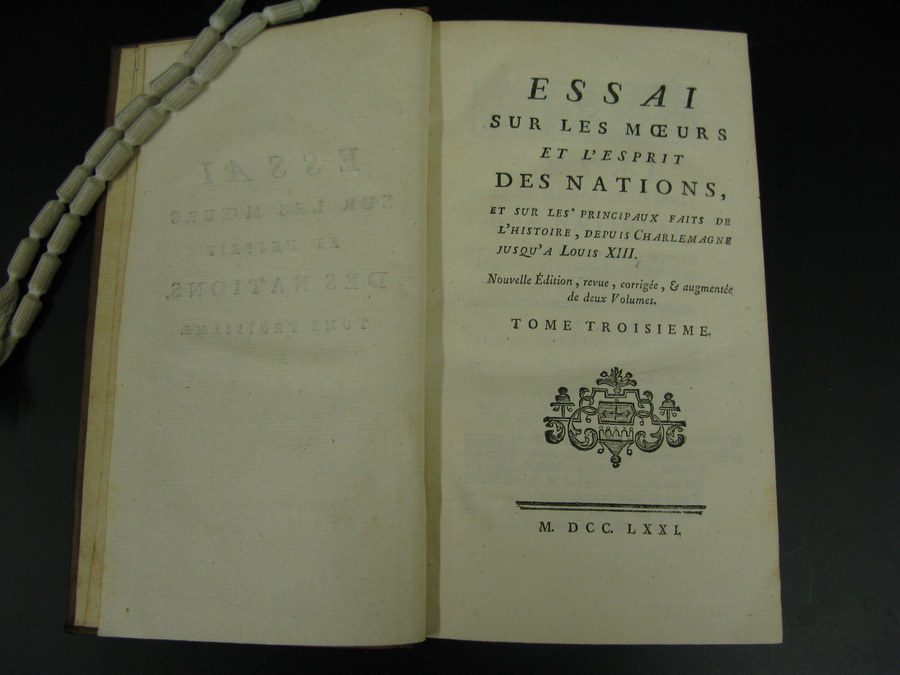 ESSAI
SUR LES MŒURS
ET L'ESPRIT
DES NATIONS,
ET SUR LES PRINCIPAUX FAITS DE
L'HISTOIRE, DEPUIS CHARLEMAGNE
JUSQU'A LOUIS XIII.
Nouvelle Édition, revue, corrigée, & augmentée
de deux Volumes.
TOME TROISIEME.
M. DCC. LXXI.